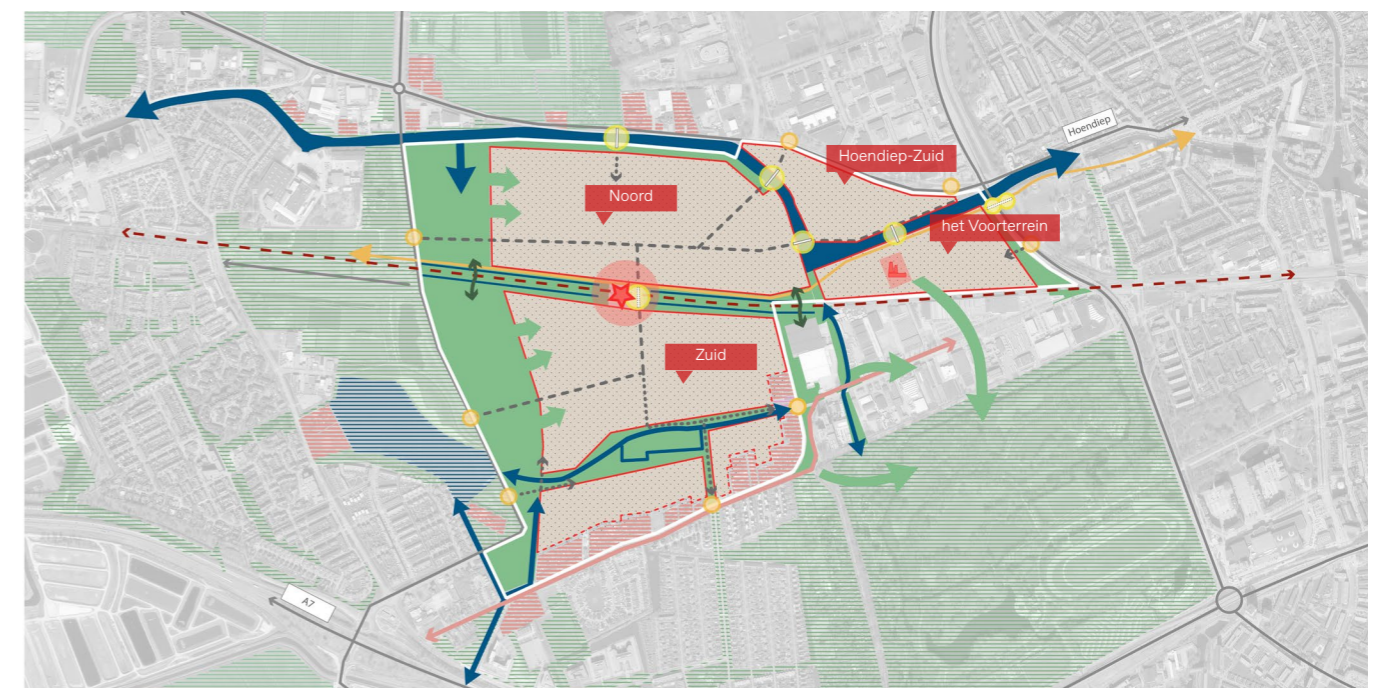 Hoendiep
Hoendiep-Zuid
Noord
het Voorterrein
Zuid
A7